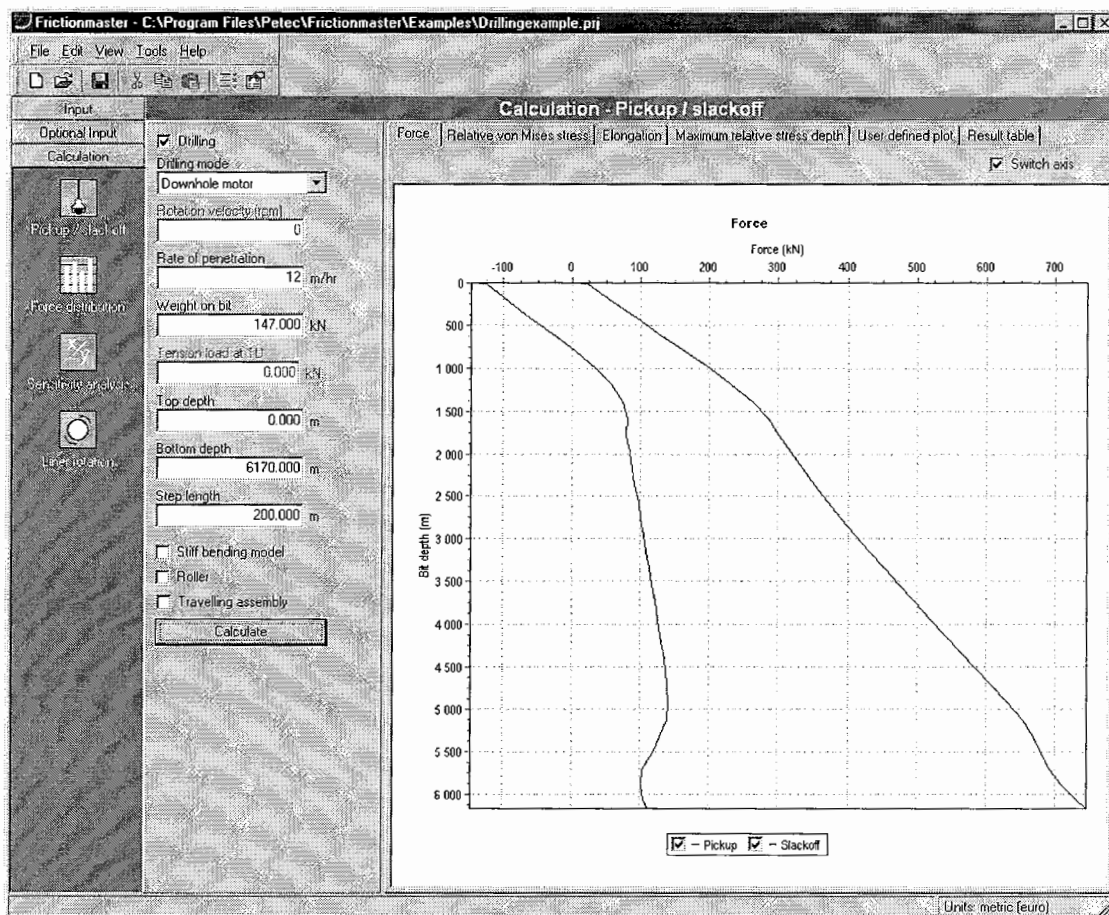 Frictionmaster - C:\Program Files\Petec\Frictionmaster\Examples\Drillingexample.prj
File Edit View Tools Help
Calculation - Pickup / slackoff
Input
Optional Input
Calculation
Pickup / slackoff
Force distribution
Sensitivity analysis
Liner rotation
Drilling
Drilling mode
Downhole motor
Rotation velocity (rpm)
0
Rate of penetration
12 m/hr
Weight on bit
147.000 kN
Tension load at TD
0.000 kN
Top depth
0.000 m
Bottom depth
6170.000 m
Step length
200.000 m
Stiff bending model
Roller
Travelling assembly
Calculate
Force Relative von Mises stress Elongation Maximum relative stress depth User defined plot Result table
Switch axis
Force
Force (kN)
-100 0 100 200 300 400 500 600 700
0
500
1 000
1 500
2 000
2 500
3 000
3 500
4 000
4 500
5 000
5 500
6 000
Bit depth (m)
Pickup Slackoff
Units: metric (euro)